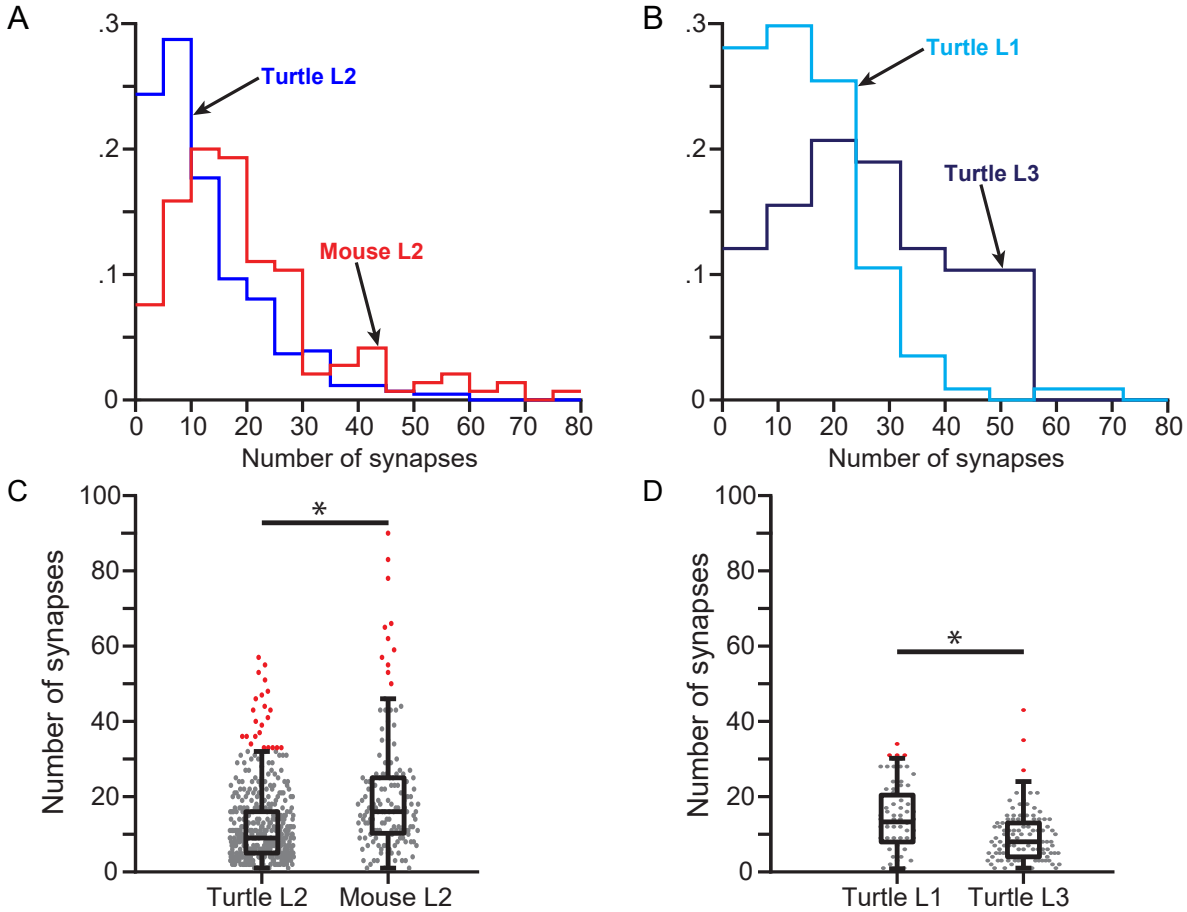 A
.3
.2
.1
0
Turtle L2
Mouse L2
0 10 20 30 40 50 60 70 80
Number of synapses
B
.3
.2
.1
0
Turtle L1
Turtle L3
0 10 20 30 40 50 60 70 80
Number of synapses
C
Number of synapses
100
80
60
40
20
0
*
Turtle L2 Mouse L2
D
Number of synapses
100
80
60
40
20
0
*
Turtle L1 Turtle L3